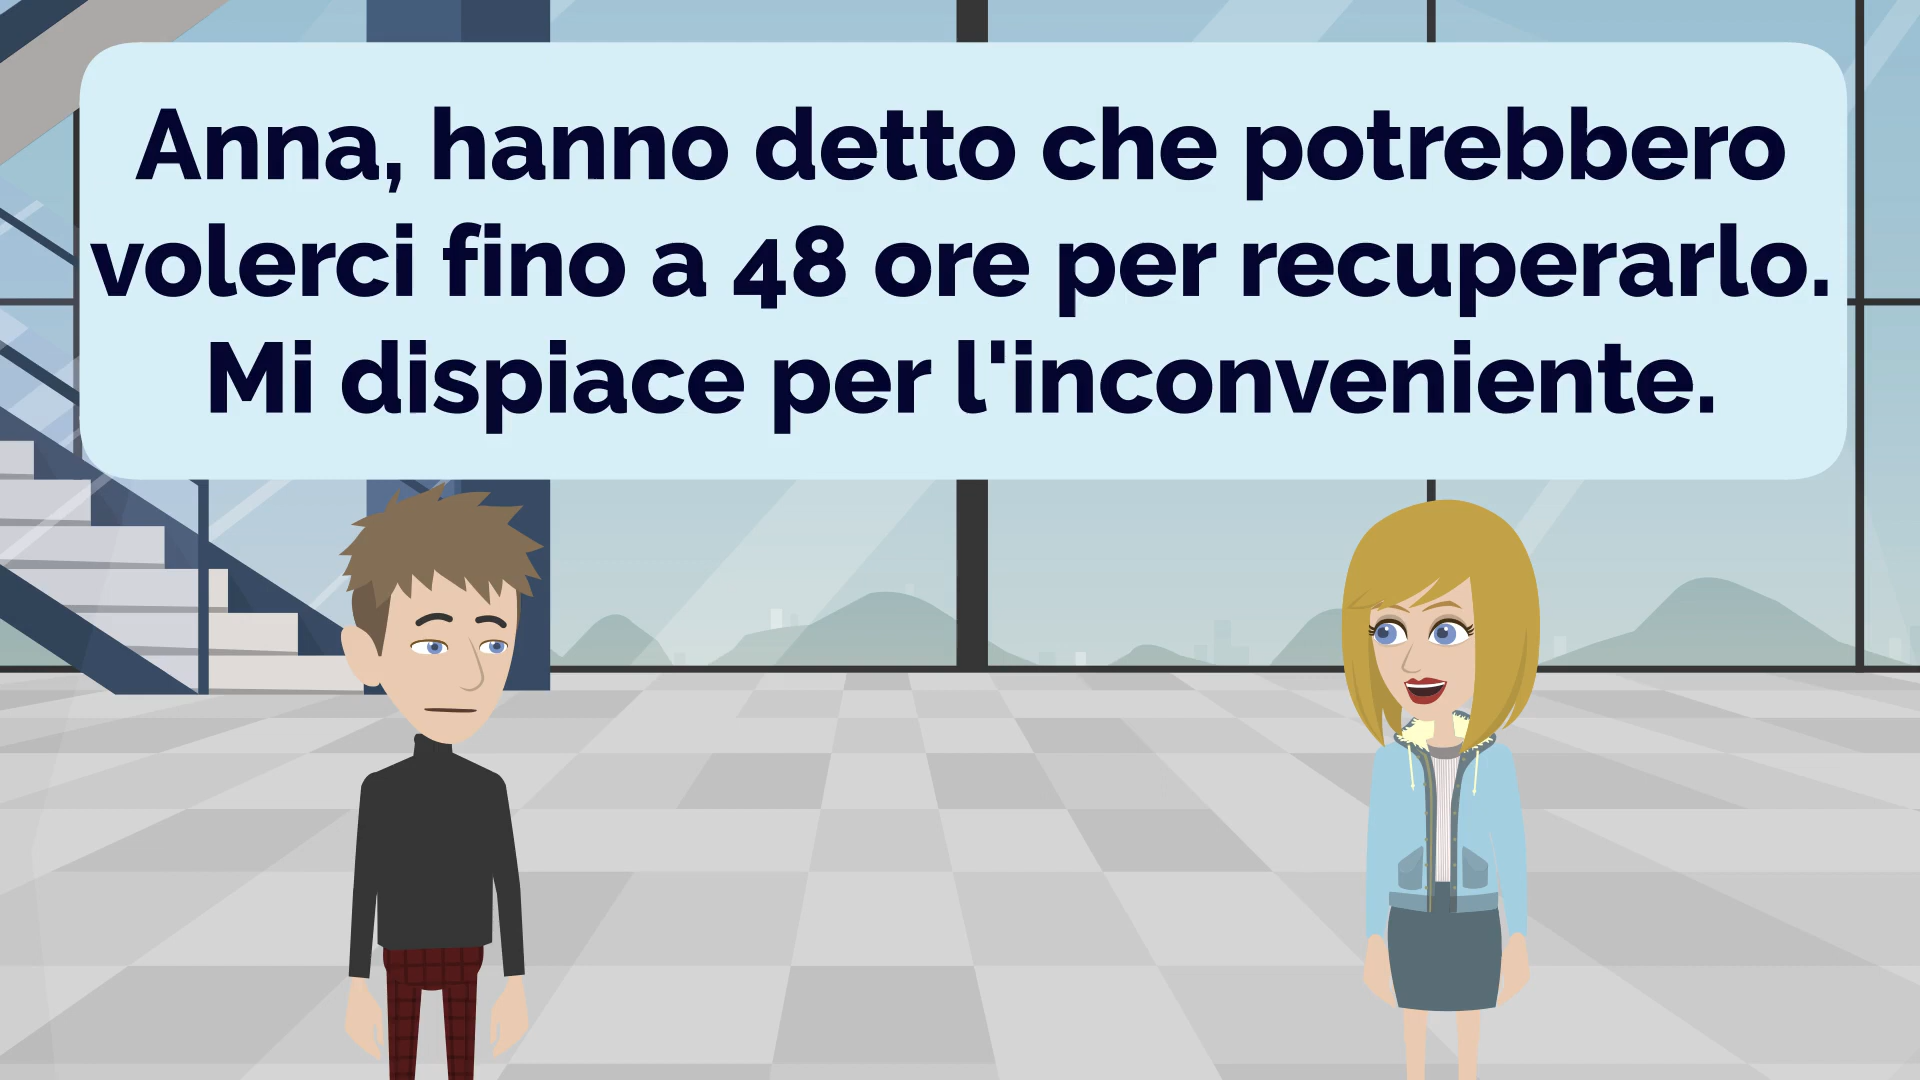 Anna, hanno detto che potrebbero
volerci fino a 48 ore per recuperarlo.
Mi dispiace per l'inconveniente.